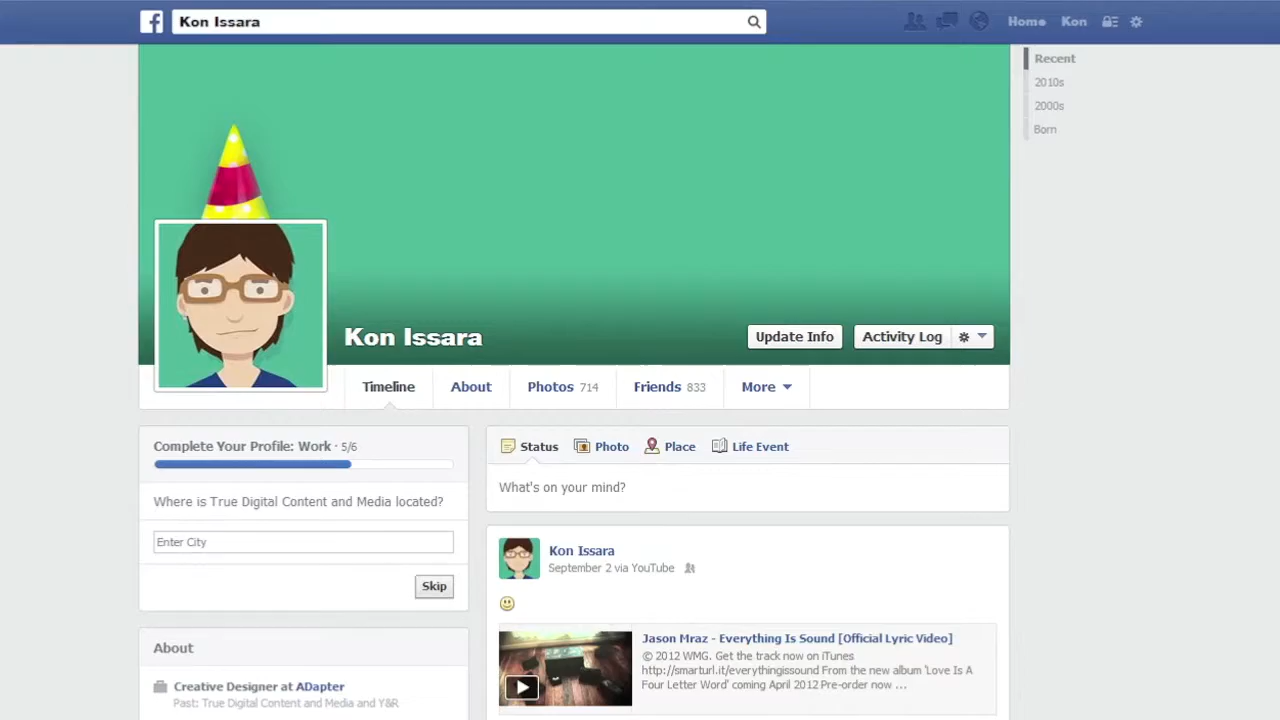 Kon Issara
Home Kon
Recent
2010s
2000s
Born
Kon Issara
Update Info
Activity Log
Timeline
About
Photos 714
Friends 833
More
Complete Your Profile: Work · 5/6
Where is True Digital Content and Media located?
Enter City
Skip
About
Creative Designer at ADapter
Past: True Digital Content and Media and Y&R
Status Photo Place Life Event
What's on your mind?
Kon Issara
September 2 via YouTube
Jason Mraz - Everything Is Sound [Official Lyric Video]
© 2012 WMG. Get the track now on iTunes
http://smarturl.it/everythingissound From the new album 'Love Is A
Four Letter Word' coming April 2012 Pre-order now ...